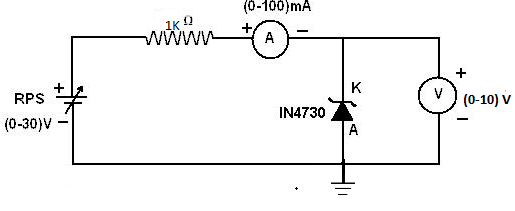 (0-100)mA
1K Ω
+ A −
K
+
RPS
(0-30)V −
IN4730
A
+
V
(0-10) V
−